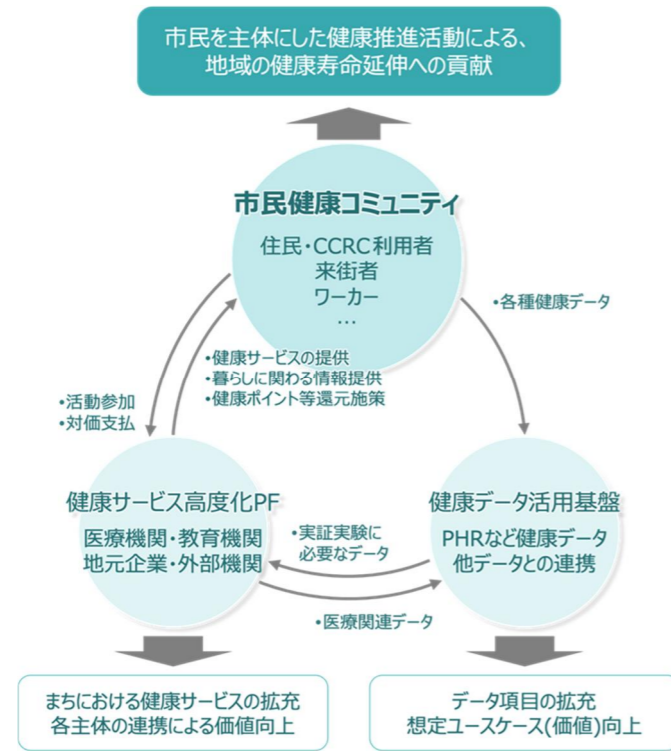 市民を主体にした健康推進活動による、
地域の健康寿命延伸への貢献
市民健康コミュニティ
住民・CCRC利用者
来街者
ワーカー
…
•各種健康データ
•健康サービスの提供
•暮らしに関わる情報提供
•健康ポイント等還元施策
•活動参加
•対価支払
健康サービス高度化PF
医療機関・教育機関
地元企業・外部機関
•実証実験に
必要なデータ
•医療関連データ
健康データ活用基盤
PHRなど健康データ
他データとの連携
まちにおける健康サービスの拡充
各主体の連携による価値向上
データ項目の拡充
想定ユースケース(価値)向上